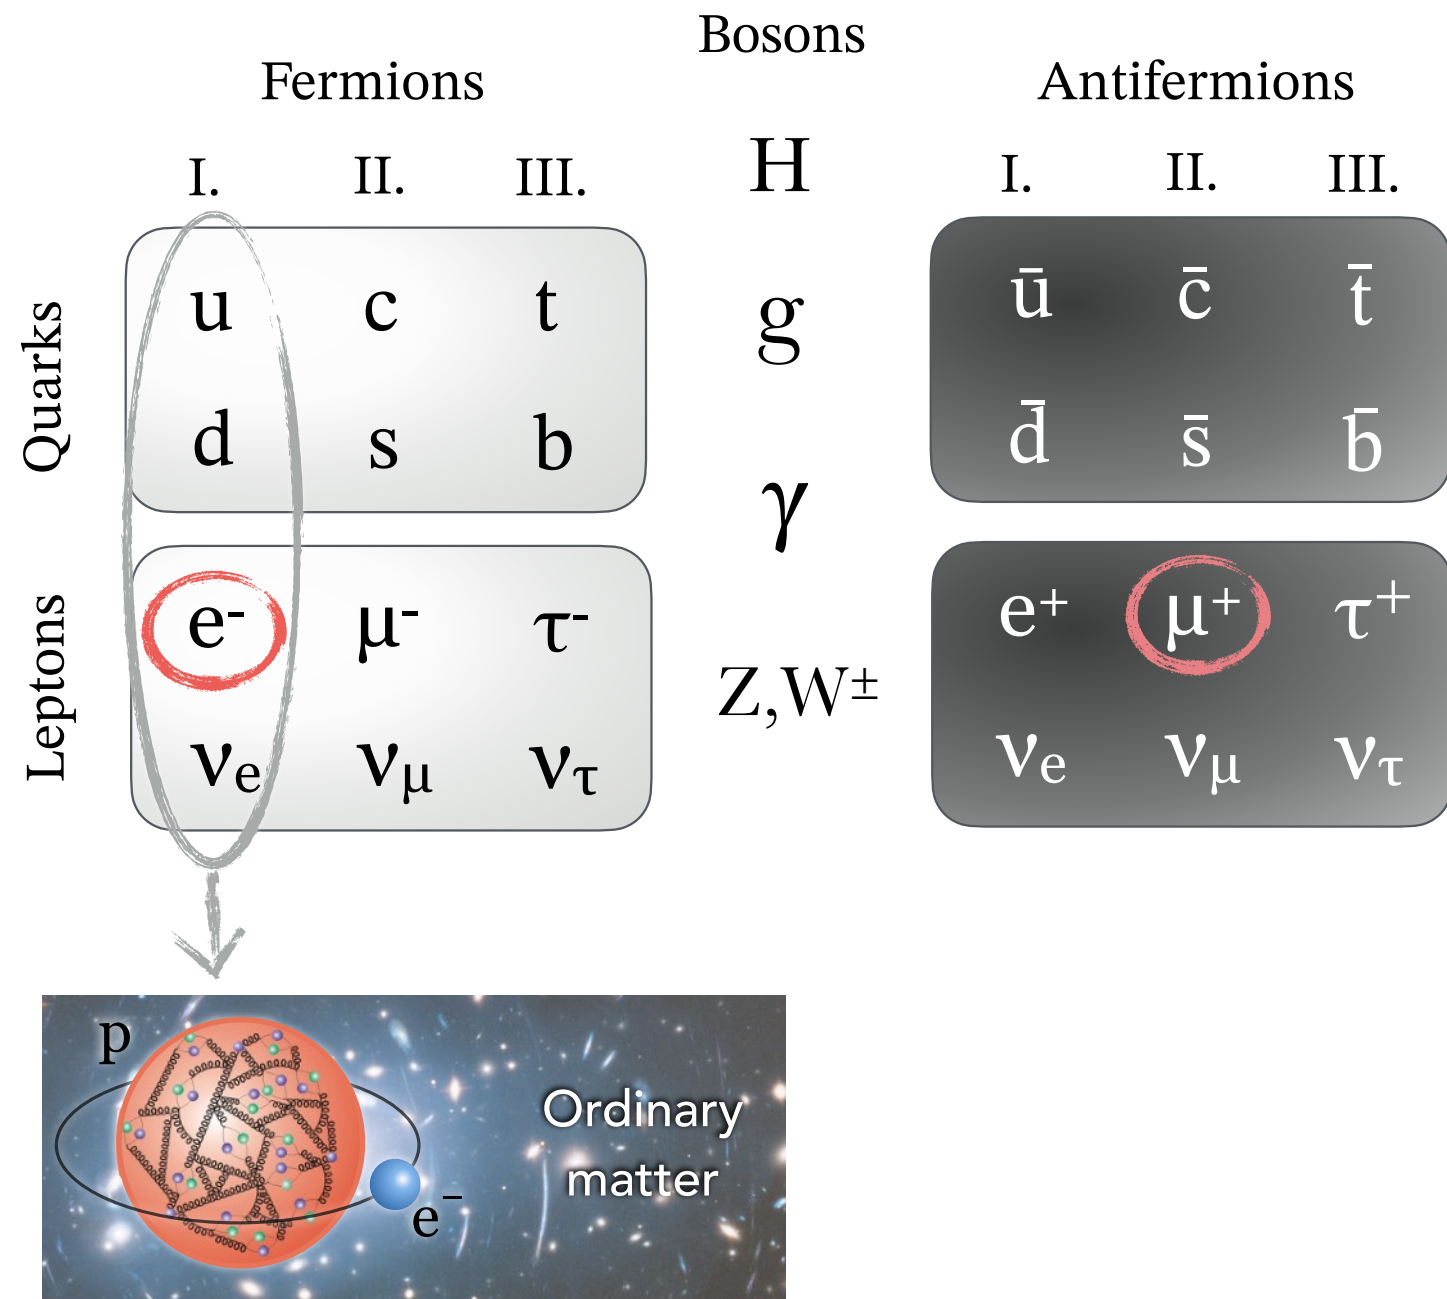 Bosons
Fermions
Antifermions
I. II. III.
H
I. II. III.
Quarks
u c t
d s b
g
γ
ū c̄ t̄
d̄ s̄ b̄
Leptons
e- μ- τ-
νe νμ ντ
Z,W±
e+ μ+ τ+
νe νμ ντ
p
e−
Ordinary
matter